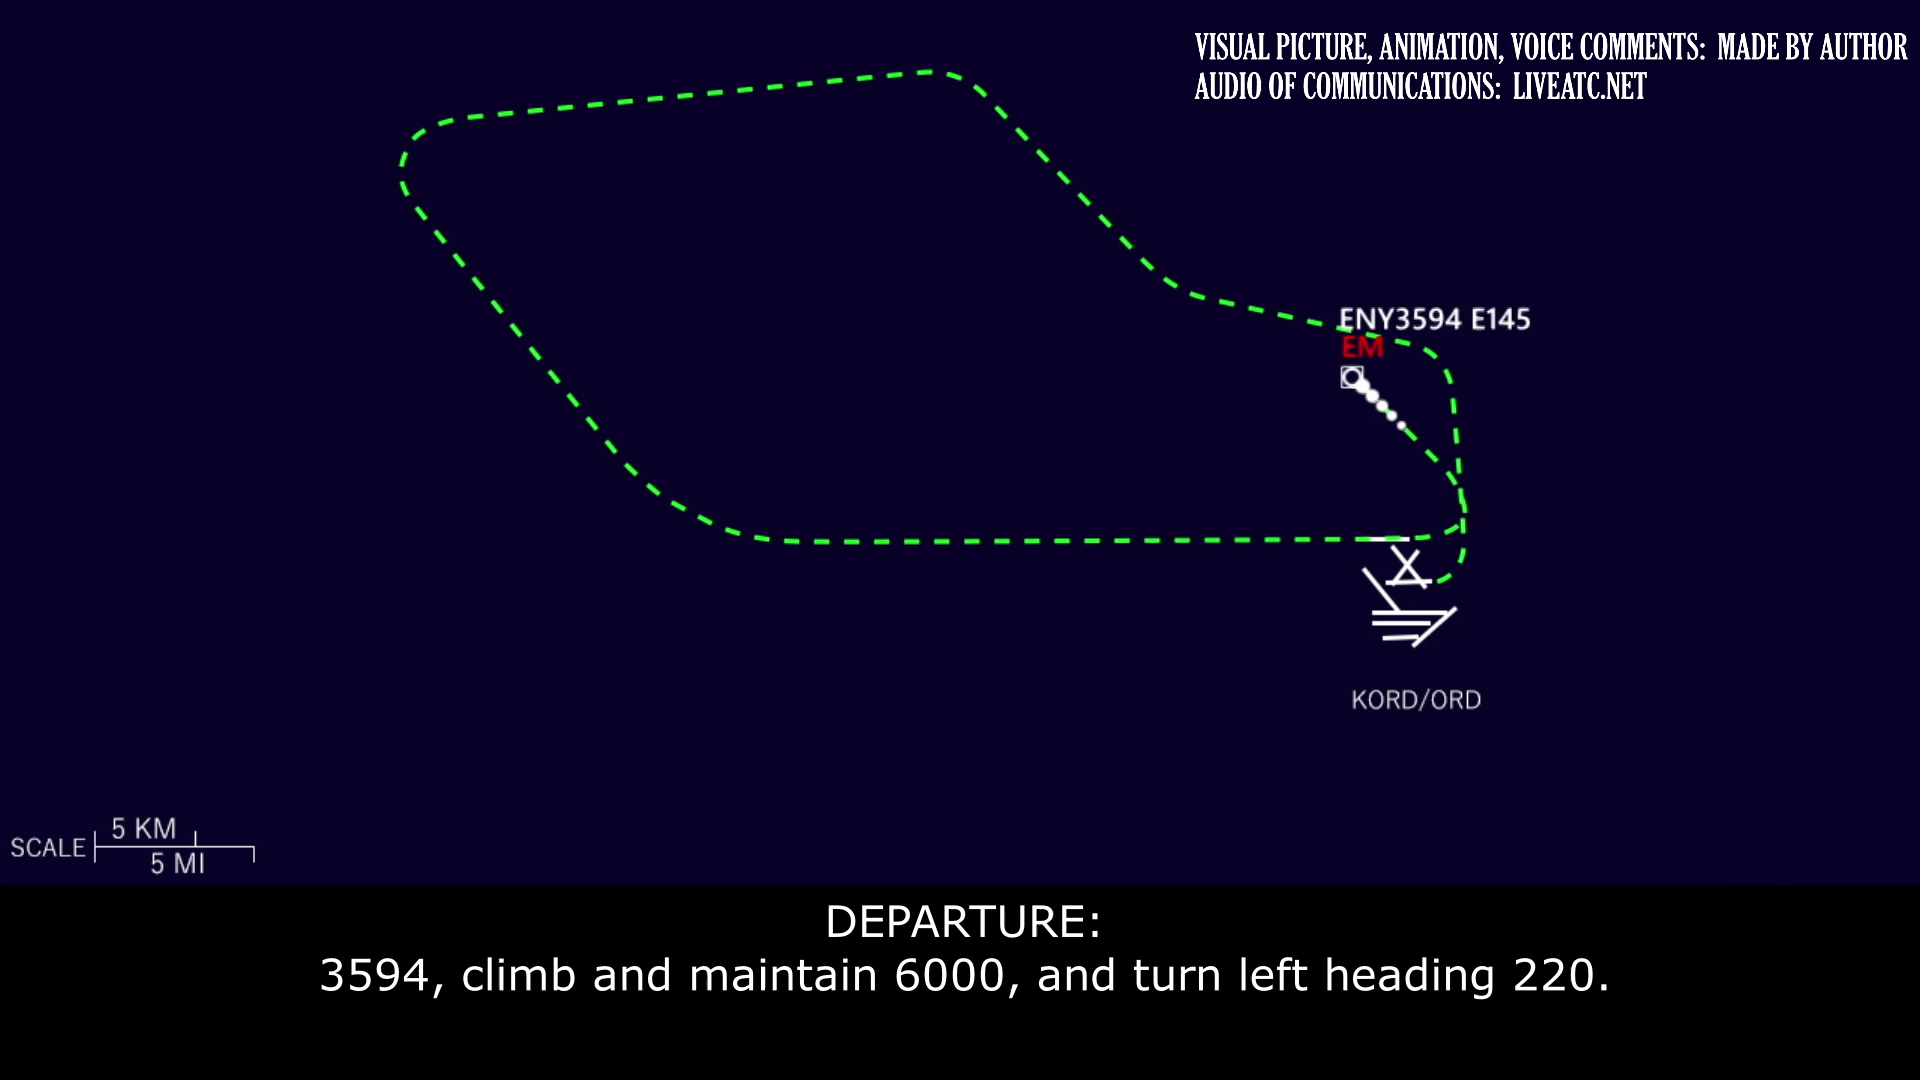 VISUAL PICTURE, ANIMATION, VOICE COMMENTS: MADE BY AUTHOR
AUDIO OF COMMUNICATIONS: LIVEATC.NET
ENY3594 E145
EM
KORD/ORD
5 KM
SCALE
5 MI
DEPARTURE:
3594, climb and maintain 6000, and turn left heading 220.